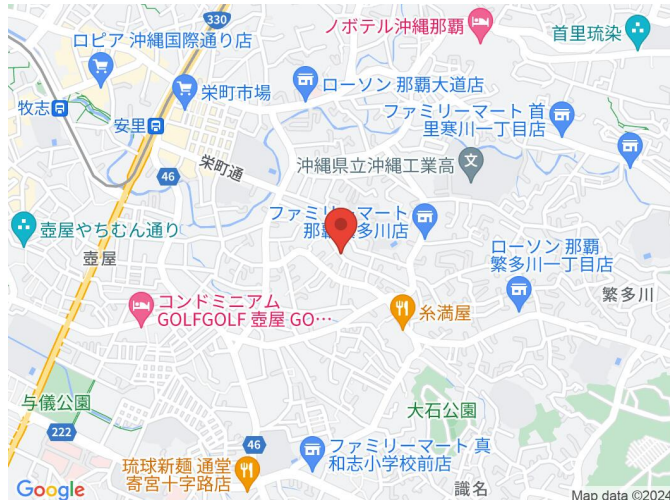 330
ノボテル沖縄那覇
首里琉染
ロピア 沖縄国際通り店
ローソン 那覇大道店
栄町市場
牧志
安里
ファミリーマート 首
里寒川一丁目店
栄町通
沖縄県立沖縄工業高
46
ファミリーマート
那覇
多川店
壺屋やちむん通り
壺屋
ローソン 那覇
繁多川一丁目店
繁多川
コンドミニアム
GOLFGOLF 壺屋 GO…
糸満屋
与儀公園
大石公園
222
46
ファミリーマート 真
和志小学校前店
琉球新麺 通堂
寄宮十字路店
識名
Google
Map data ©202